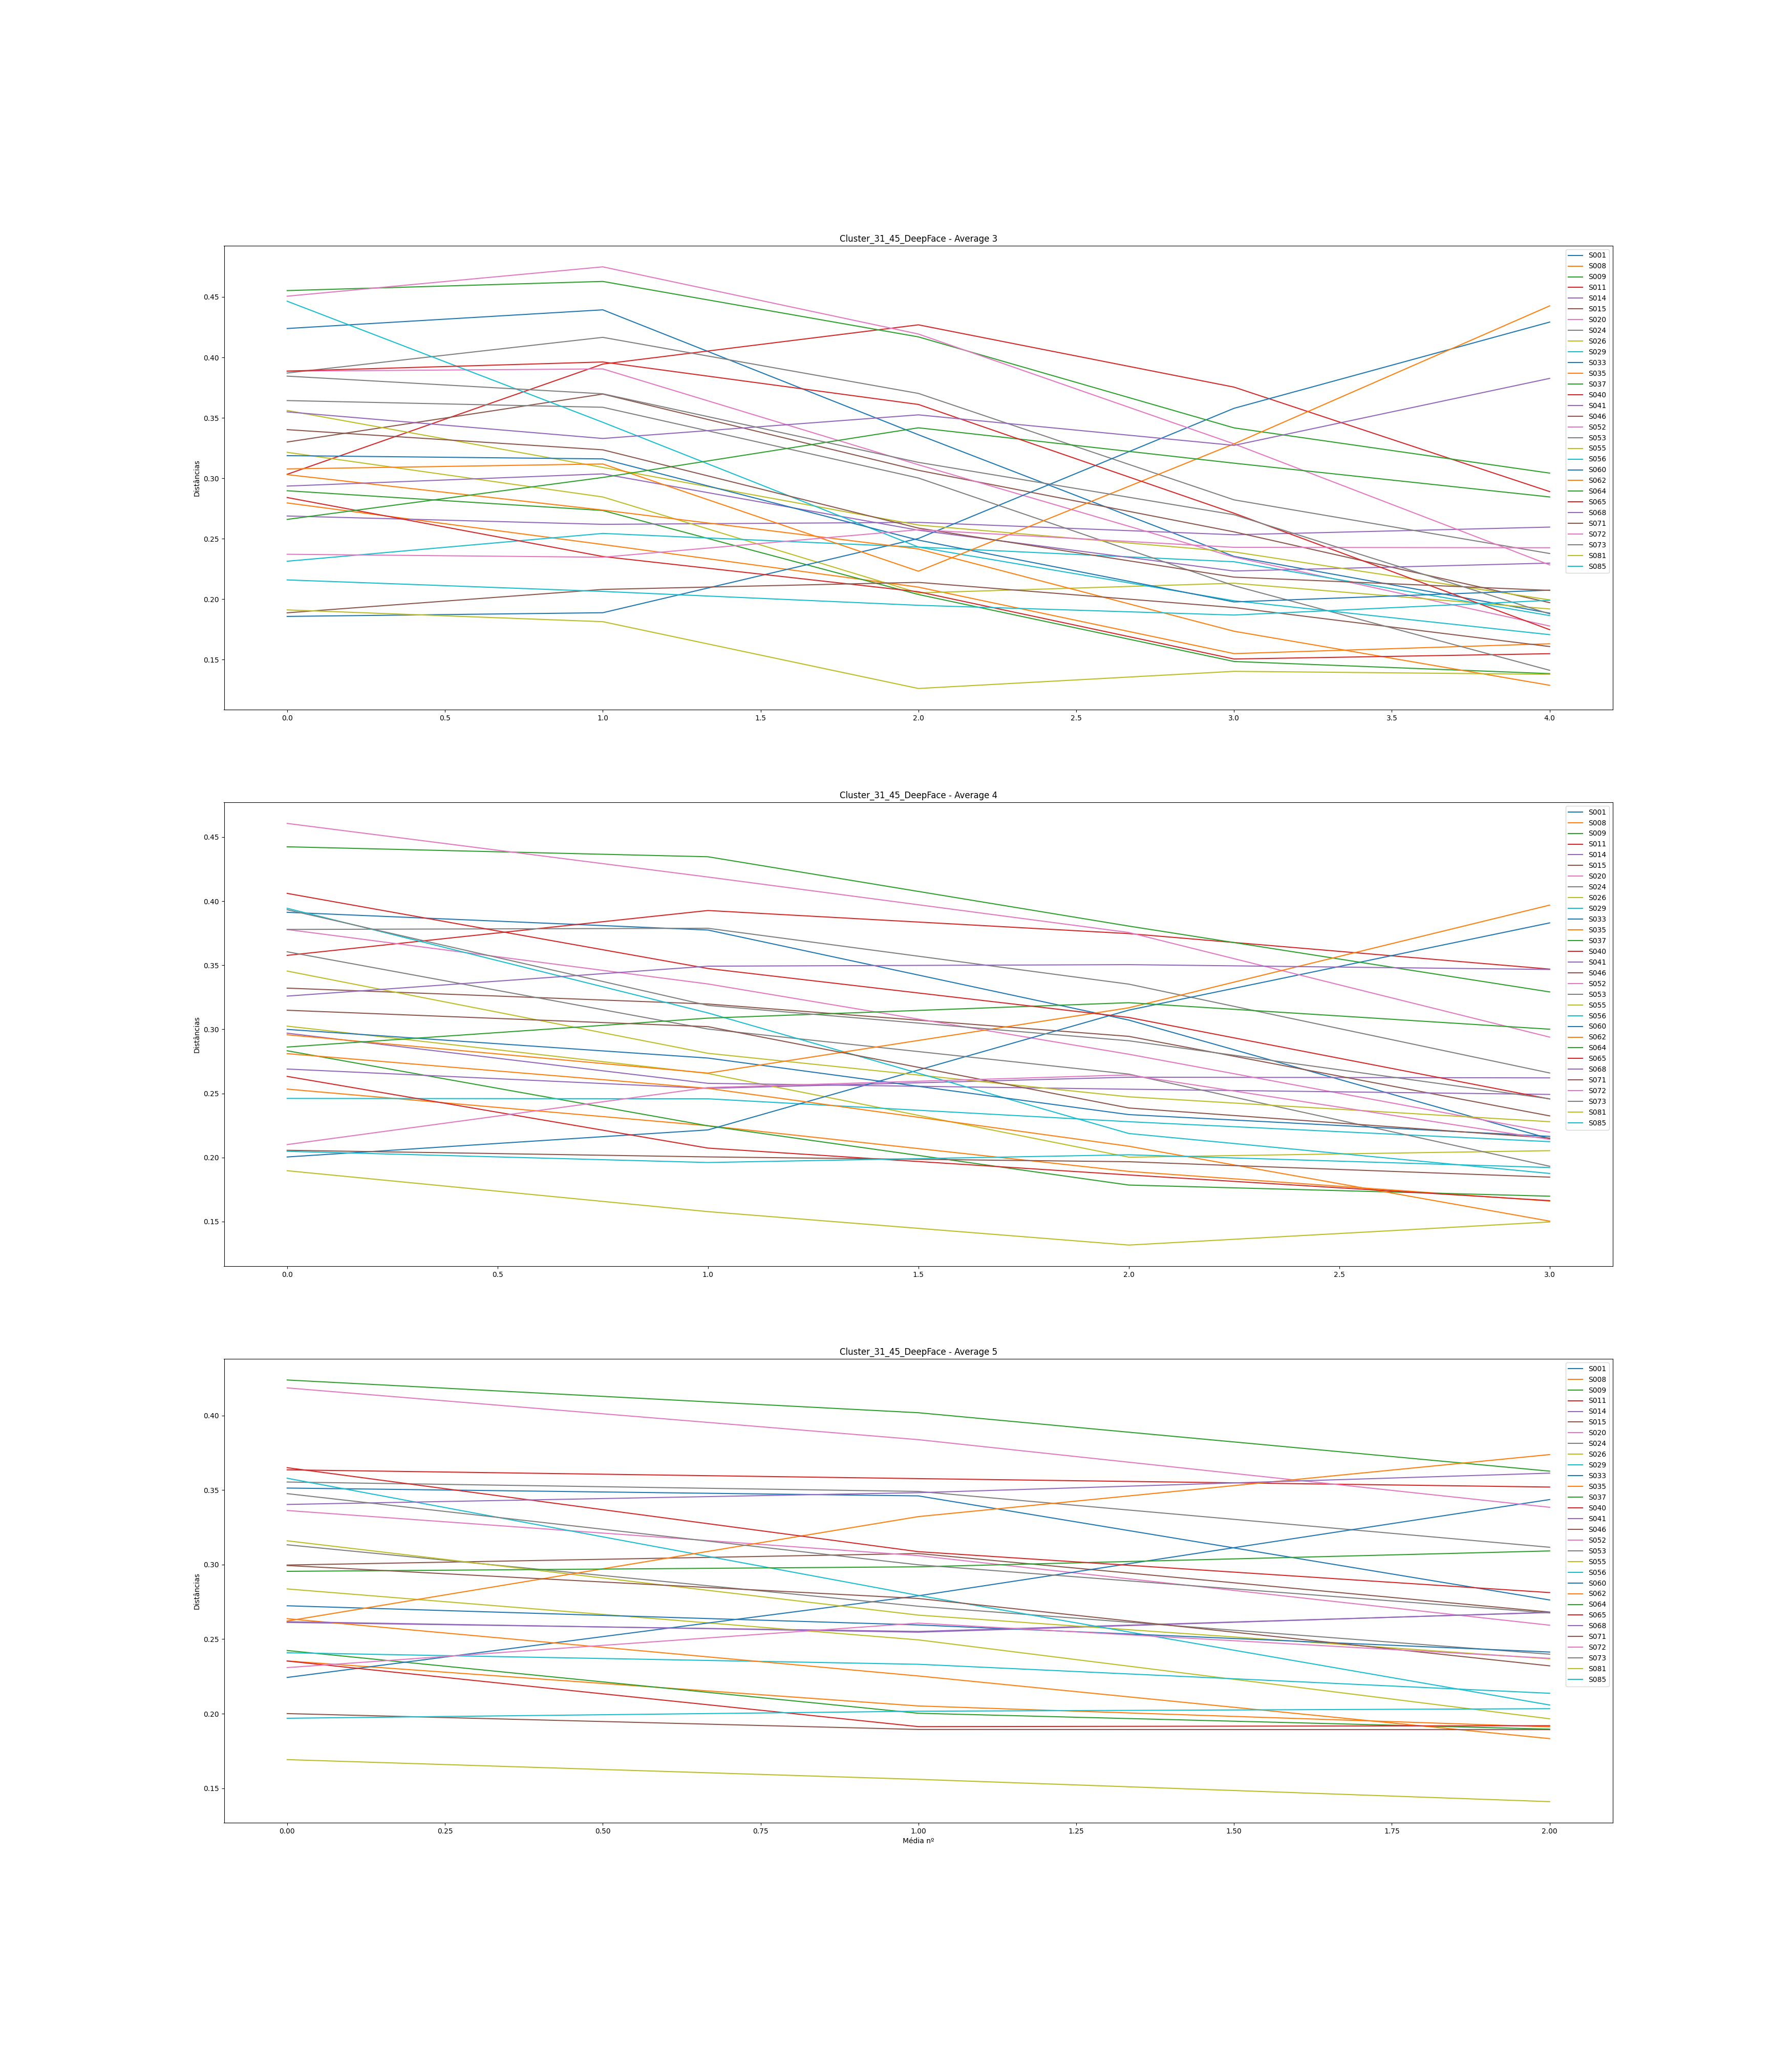 Cluster_31_45_DeepFace - Average 3
Distâncias
0.45
0.40
0.35
0.30
0.25
0.20
0.15
0.0 0.5 1.0 1.5 2.0 2.5 3.0 3.5 4.0
S001
S008
S009
S011
S014
S015
S020
S024
S026
S029
S033
S035
S037
S040
S041
S046
S052
S053
S055
S056
S060
S062
S064
S065
S068
S071
S072
S073
S081
S085
Cluster_31_45_DeepFace - Average 4
Distâncias
0.45
0.40
0.35
0.30
0.25
0.20
0.15
0.0 0.5 1.0 1.5 2.0 2.5 3.0
S001
S008
S009
S011
S014
S015
S020
S024
S026
S029
S033
S035
S037
S040
S041
S046
S052
S053
S055
S056
S060
S062
S064
S065
S068
S071
S072
S073
S081
S085
Cluster_31_45_DeepFace - Average 5
Distâncias
0.40
0.35
0.30
0.25
0.20
0.15
0.00 0.25 0.50 0.75 1.00 1.25 1.50 1.75 2.00
Média nº
S001
S008
S009
S011
S014
S015
S020
S024
S026
S029
S033
S035
S037
S040
S041
S046
S052
S053
S055
S056
S060
S062
S064
S065
S068
S071
S072
S073
S081
S085